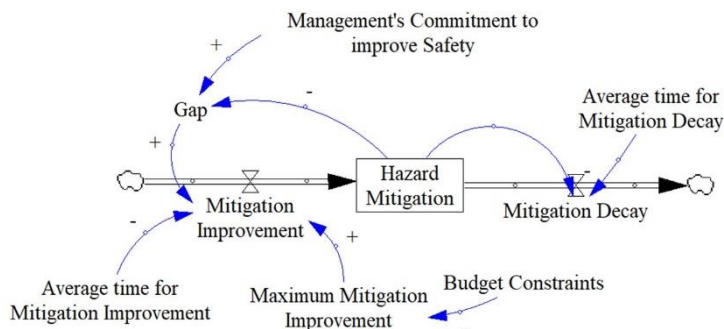 Management's Commitment to
improve Safety
+
-
Gap
Average time for
Mitigation Decay
+
Hazard
Mitigation
-
Mitigation
Improvement
Mitigation Decay
-
+
Average time for
Mitigation Improvement
Maximum Mitigation
Improvement
Budget Constraints